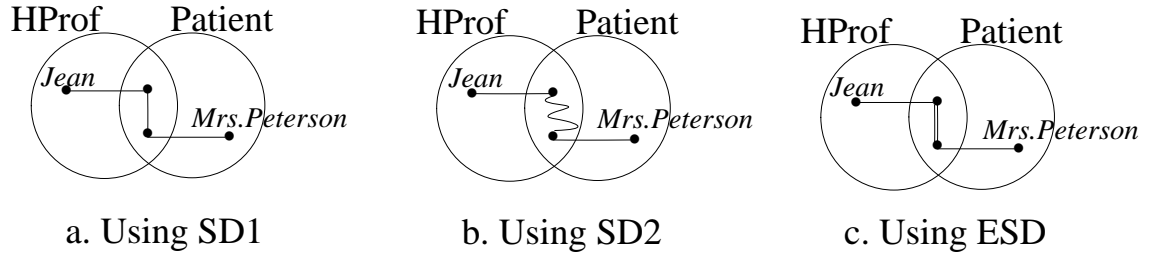 HProf Patient
Jean
Mrs.Peterson
a. Using SD1
HProf Patient
Jean
Mrs.Peterson
b. Using SD2
HProf Patient
Jean
Mrs.Peterson
c. Using ESD